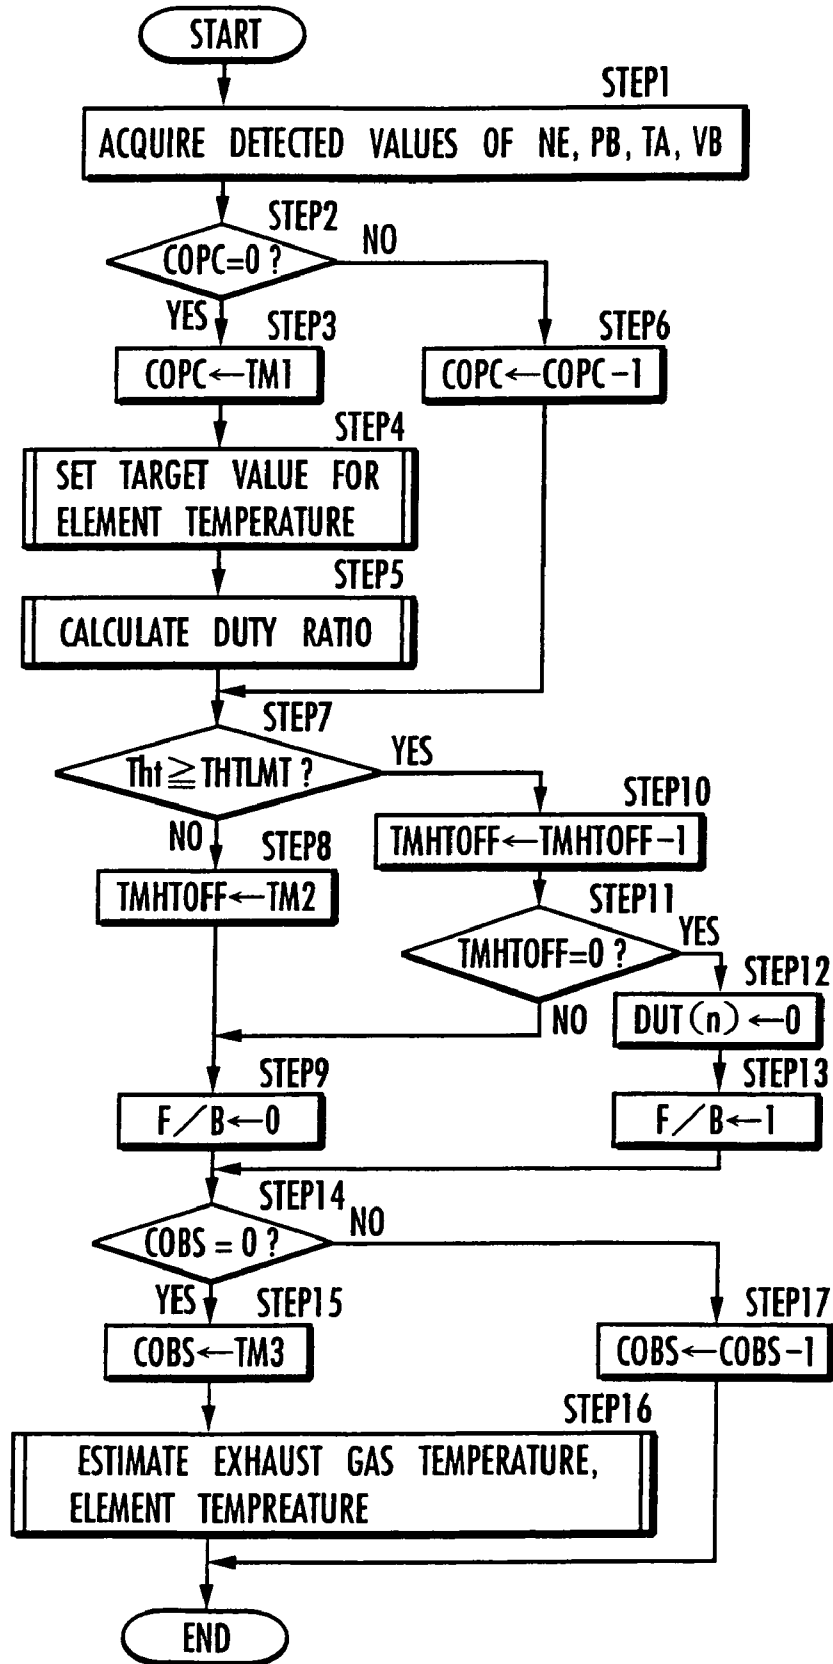 START
STEP1
ACQUIRE DETECTED VALUES OF NE, PB, TA, VB
STEP2
COPC=0 ?
NO
YES
STEP3
COPC←TM1
STEP6
COPC←COPC-1
STEP4
SET TARGET VALUE FOR
ELEMENT TEMPERATURE
STEP5
CALCULATE DUTY RATIO
STEP7
Tht ≧ THTLMT ?
YES
NO
STEP8
TMHTOFF←TM2
STEP10
TMHTOFF←TMHTOFF-1
STEP11
TMHTOFF=0 ?
YES
NO
STEP12
DUT(n)←0
STEP9
F/B←0
STEP13
F/B←1
STEP14
COBS = 0 ?
NO
YES
STEP15
COBS←TM3
STEP17
COBS←COBS-1
STEP16
ESTIMATE EXHAUST GAS TEMPERATURE,
ELEMENT TEMPREATURE
END